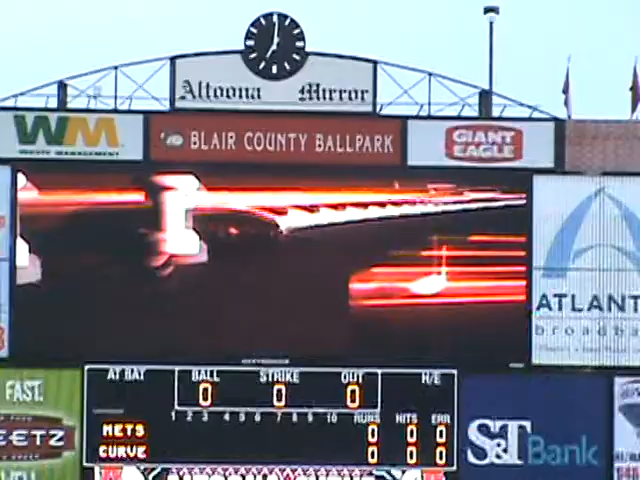 Altoona Mirror
WM
WASTE MANAGEMENT
BLAIR COUNTY BALLPARK
GIANT
EAGLE
ATLANT
broadb
FAST.
EETZ
AT BAT BALL STRIKE OUT H/E
0 0 0
1 2 3 4 5 6 7 8 9 10 RUNS HITS ERR
METS 0 0 0
CURVE 0 0 0
S&T Bank